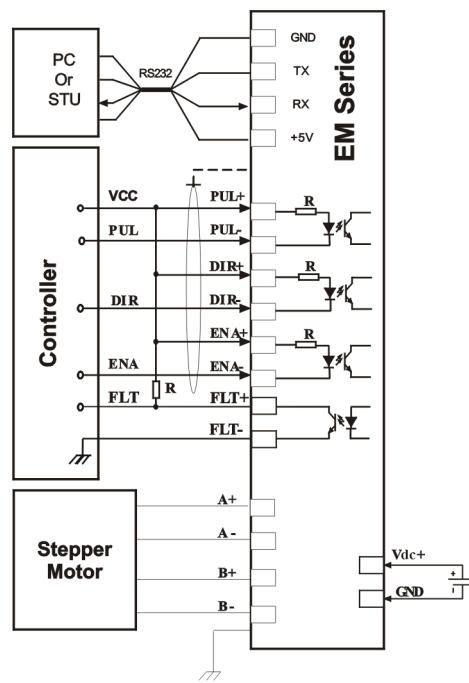 PC
Or
STU
RS232
GND
TX
RX
+5V
EM Series
Controller
VCC
PUL+
R
PUL
PUL-
DIR+
R
DIR
DIR-
ENA+
R
ENA
ENA-
R
FLT
FLT+
FLT-
Stepper
Motor
A+
A-
B+
B-
Vdc+
+
-
GND